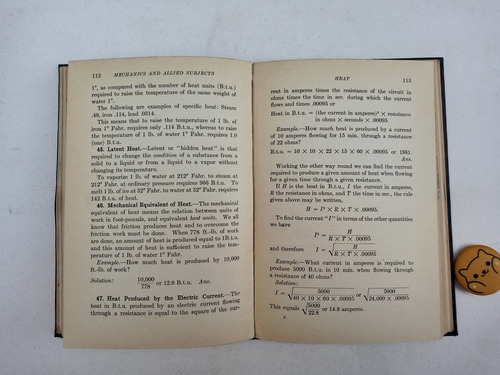 112 MECHANICS AND ALLIED SUBJECTS
1°, as compared with the number of heat units (B.t.u.)
required to raise the temperature of the same weight of
water 1°.
The following are examples of specific heat: Steam
.48, iron .114, lead .0314.
This means that to raise the temperature of 1 lb. of
iron 1° Fahr. requires only .114 B.t.u., whereas to raise
the temperature of 1 lb. of water 1° Fahr. requires 1.0
(one) B.t.u.
45. Latent Heat.—Latent or "hidden heat" is that
required to change the condition of a substance from a
solid to a liquid or from a liquid to a vapor without
changing its temperature.
To vaporize 1 lb. of water at 212° Fahr. to steam at
212° Fahr. at ordinary pressure requires 966 B.t.u. To
melt 1 lb. of ice at 32° Fahr. to water at 32° Fahr. requires
142 B.t.u. of heat.
46. Mechanical Equivalent of Heat.—The mechanical
equivalent of heat means the relation between units of
work in foot-pounds, and equivalent heat units. We all
know that friction produces heat and to overcome the
friction work must be done. When 778 ft.-lb. of work
are done, an amount of heat is produced equal to 1B.t.u.
and this amount of heat is sufficient to raise the tem-
perature of 1 lb. of water 1° Fahr.
Example.—How much heat is produced by 10,000
ft.-lb. of work?
Solution:
10,000
778 or 12.8 B.t.u. Ans.
47. Heat Produced by the Electric Current.—The
heat in B.t.u. produced by an electric current flowing
through a resistance is equal to the square of the cur-
HEAT 113
rent in amperes times the resistance of the circuit in
ohms times the time in sec. during which the current
flows and times .00095 or
Heat in B.t.u. = (the current in amperes)² × resistance
in ohms × seconds × .00095
Example.—How much heat is produced by a current
of 10 amperes flowing for 15 min. through a resistance
of 22 ohms?
B.t.u. = 10 × 10 × 22 × 15 × 60 × .00095 or 1881.
Ans.
Working the other way round we can find the current
required to produce a given amount of heat when flowing
for a given time through a given resistance.
If H is the heat in B.t.u., I the current in amperes,
R the resistance in ohms, and T the time in sec., the rule
given above may be written,
H = I² × R × T × .00095.
To find the current "I" in terms of the other quantities
we have
I² = H / R × T × .00095
and therefore I = √ H / R × T × .00095
Example.—What current in amperes is required to
produce 5000 B.t.u. in 10 min. when flowing through
a resistance of 40 ohms?
Solution:
I = √ 5000 / 40 × 10 × 60 × .00095 or √ 5000 / 24,000 × .00095
This equals √ 5000 / 22.8 or 14.8 amperes.